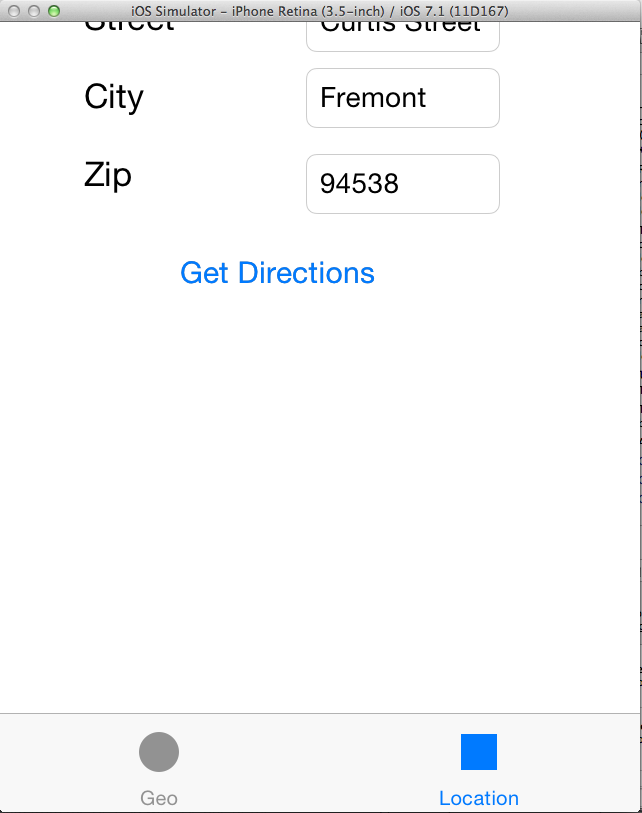 iOS Simulator - iPhone Retina (3.5-inch) / iOS 7.1 (11D167)
Street Curtis Street
City Fremont
Zip 94538
Get Directions
Geo Location